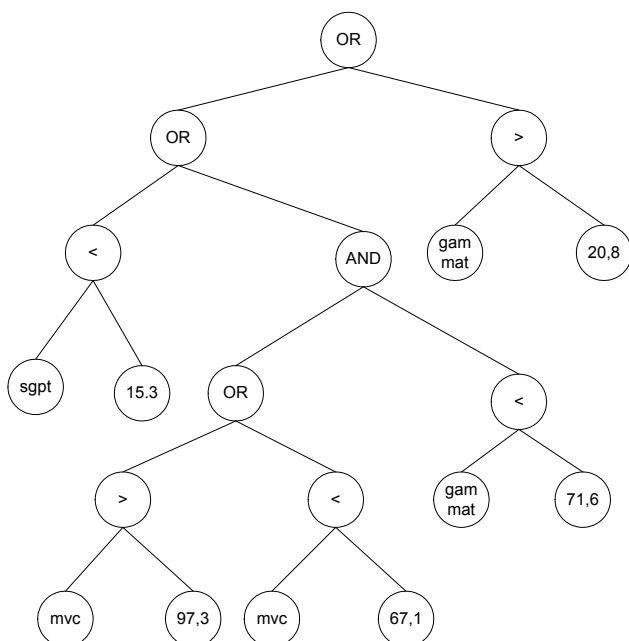 OR
OR
>
<
AND
gam
mat
20,8
sgpt
15.3
OR
<
>
<
gam
mat
71,6
mvc
97,3
mvc
67,1